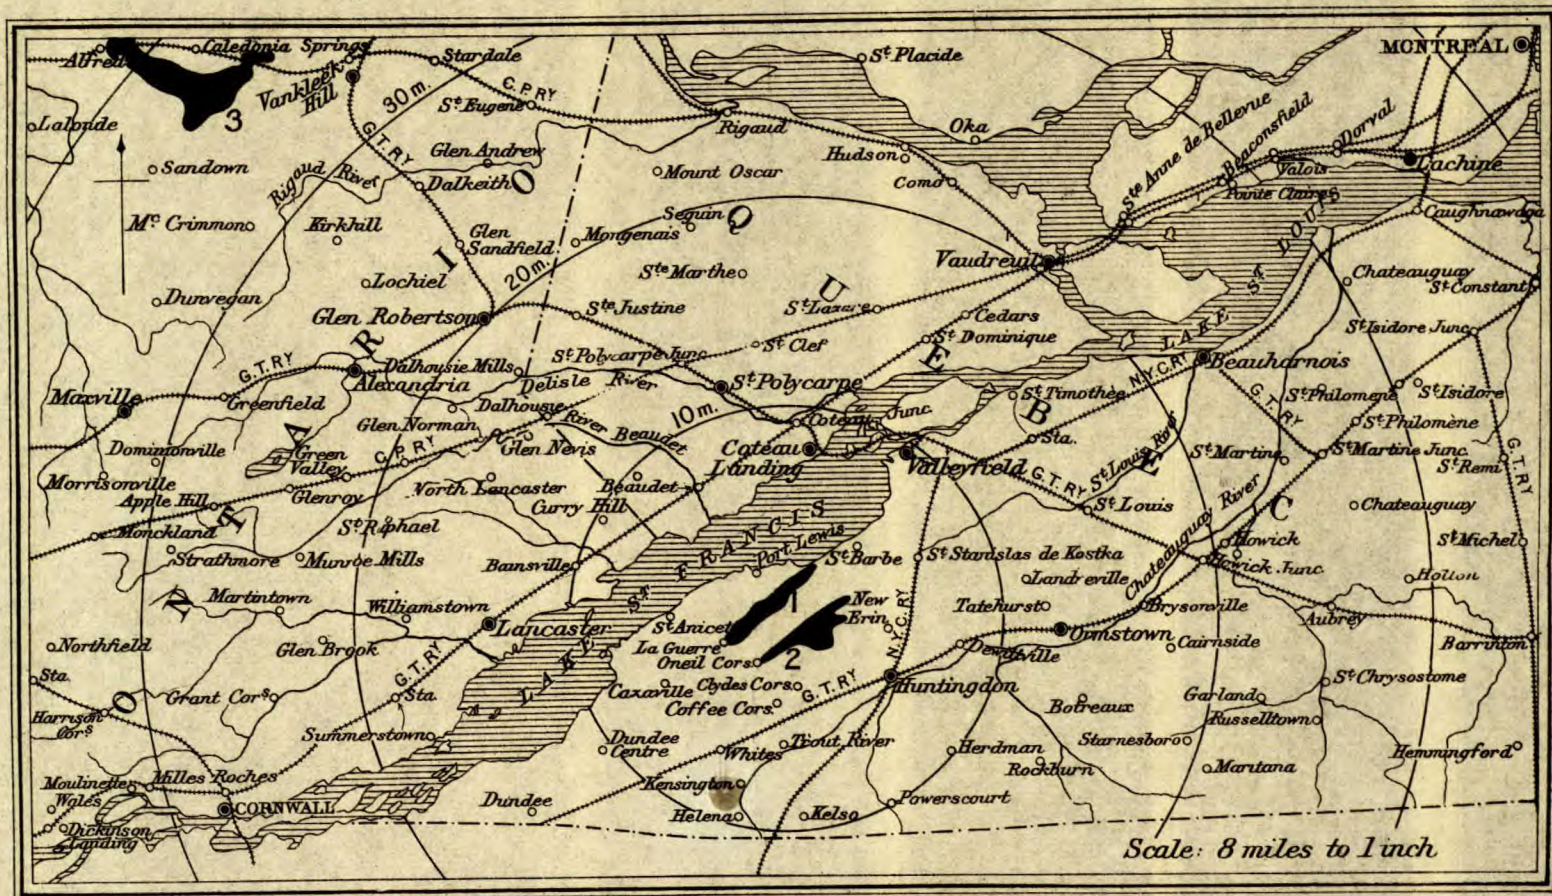 MONTREAL
Alfred
Caledonia Springs
Stardale
St Placide
Vankleek
Hill
30 m.
C.P.RY
St Eugene
3
Lalonde
Rigaud
Oka
Ste Anne de Bellevue
Beaconsfield
Dorval
G.T.RY
Glen Andrew
Hudson
Valois
Lachine
Sandown
Rigaud River
Dalkeith
Mount Oscar
Como
Pointe Claire
Mc Crimmon
Kirkhill
Glen
Sandfield
Seguin
Mongenais
Caughnawaga
ONTARIO
QUEBEC
Lochiel
20 m.
Ste Marthe
Vaudreuil
LAKE ST LOUIS
Chateauguay
St Constant
Dunvegan
Glen Robertson
Ste Justine
St Lazare
Cedars
St Isidore Junc.
St Clet
St Dominique
St Polycarpe Junc.
Dalhousie Mills
Beauharnois
G.T.RY
Alexandria
Delisle River
St Polycarpe
St Timothée
N.Y.C.RY
St Philomene
St Isidore
Maxville
Greenfield
Dalhousie
10 m.
Coteau Junc.
G.T.RY
St Philomène
Glen Norman
River Beaudet
Sta.
Dominionville
Green
Valley
C.P.RY
Glen Nevis
Coteau
Landing
Valleyfield
St Louis River
St Martine
St Martine Junc.
St Remi
G.T.RY
Morrisonville
Apple Hill
Glenroy
North Lancaster
Beaudet
G.T.RY
Curry Hill
St Louis
Chateauguay River
Chateauguay
Monckland
St Raphael
Howick
St Michel
Strathmore
Munroe Mills
Bainsville
LAKE ST FRANCIS
Port Lewis
St Barbe
St Stanislas de Kostka
Howick Junc.
Landreville
Holton
Martintown
Williamstown
1
New
Erin
Tatehurst
Brysonville
Aubrey
Northfield
Lancaster
St Anicet
Ormstown
Cairnside
Barrinton
Glen Brook
La Guerre
2
Oneil Cors.
N.Y.C.RY
Dewitville
Sta.
G.T.RY
Grant Cors
Sta.
Cazaville
Clydes Cors.
G.T.RY
Huntingdon
St Chrysostome
Coffee Cors.
Botreaux
Garland
Harrison
Cors
Russelltown
Summerstown
Dundee
Centre
Whites
Trout River
Herdman
Starnesboro
Hemmingford
Rockburn
Maritana
Moulinette
Milles Roches
Kensington
Wales
CORNWALL
Dundee
Powerscourt
Helena
Kelso
Dickinson
Landing
Scale: 8 miles to 1 inch